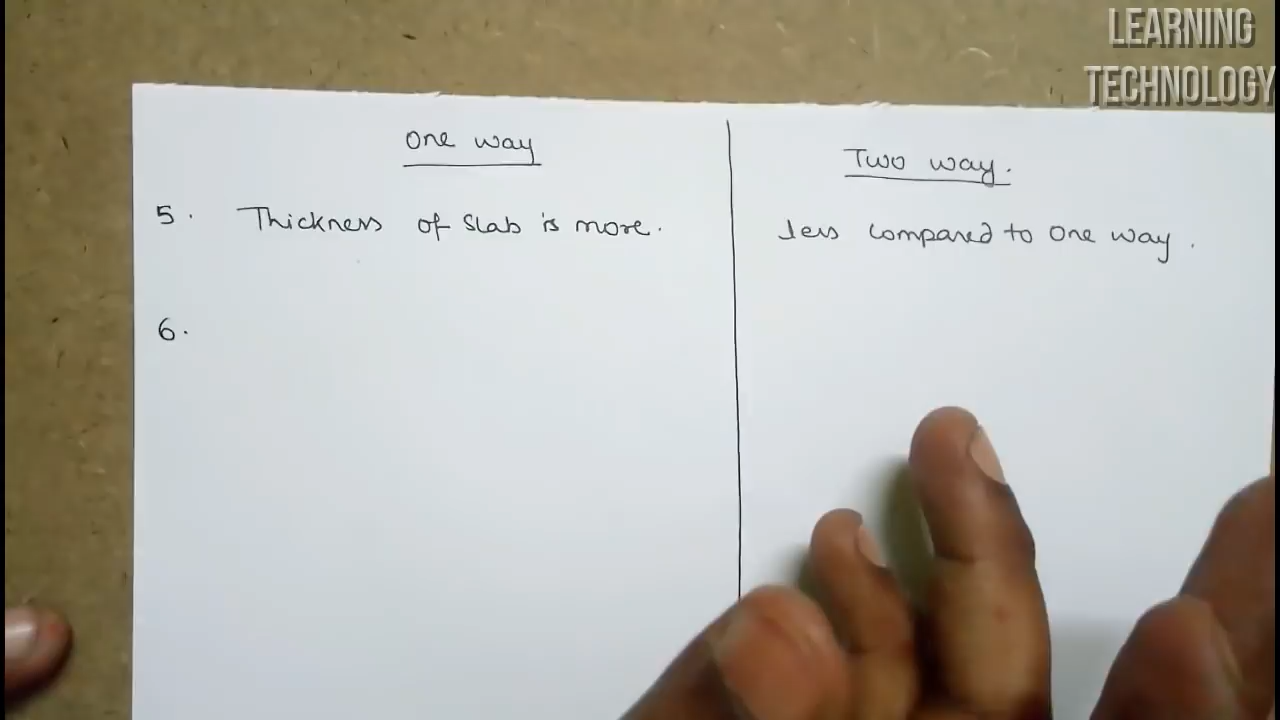 LEARNING
TECHNOLOGY
One way
Two way.
5. Thickness of slab is more.
less compared to one way.
6.